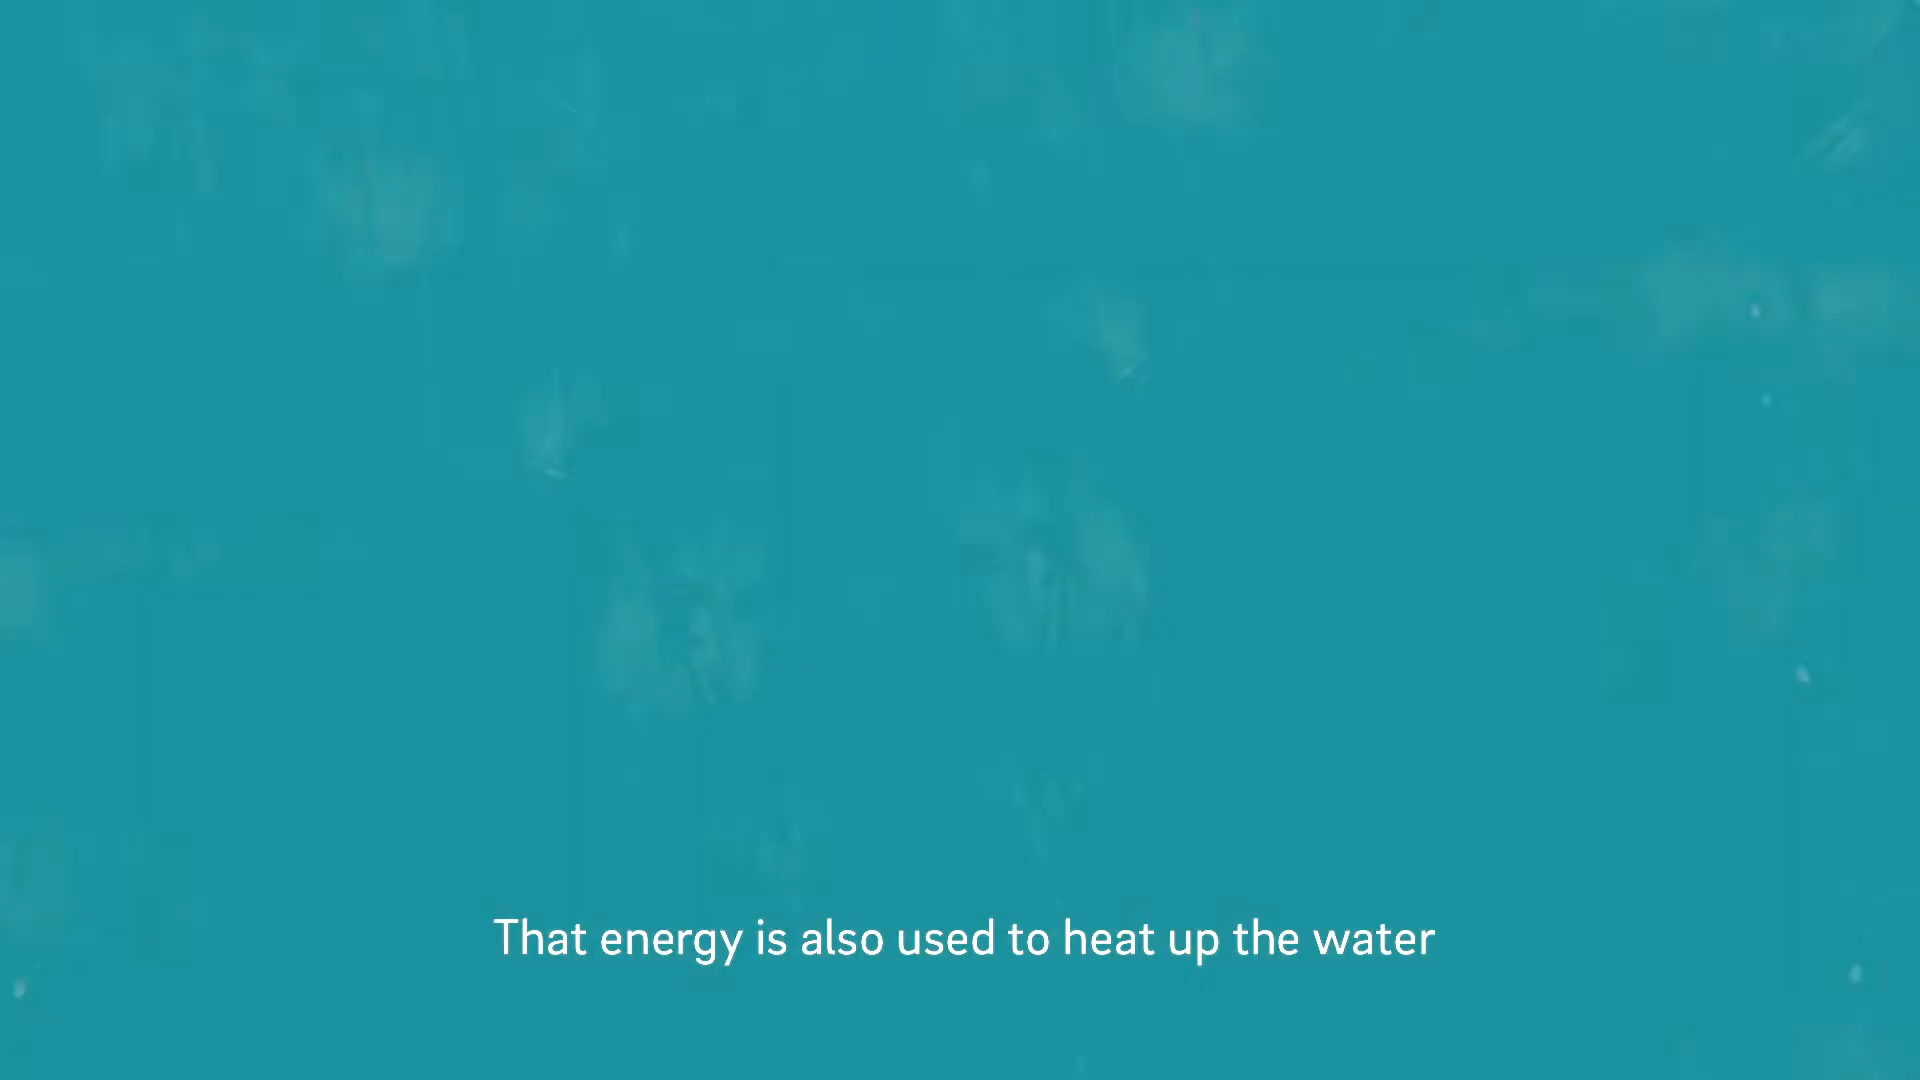 That energy is also used to heat up the water